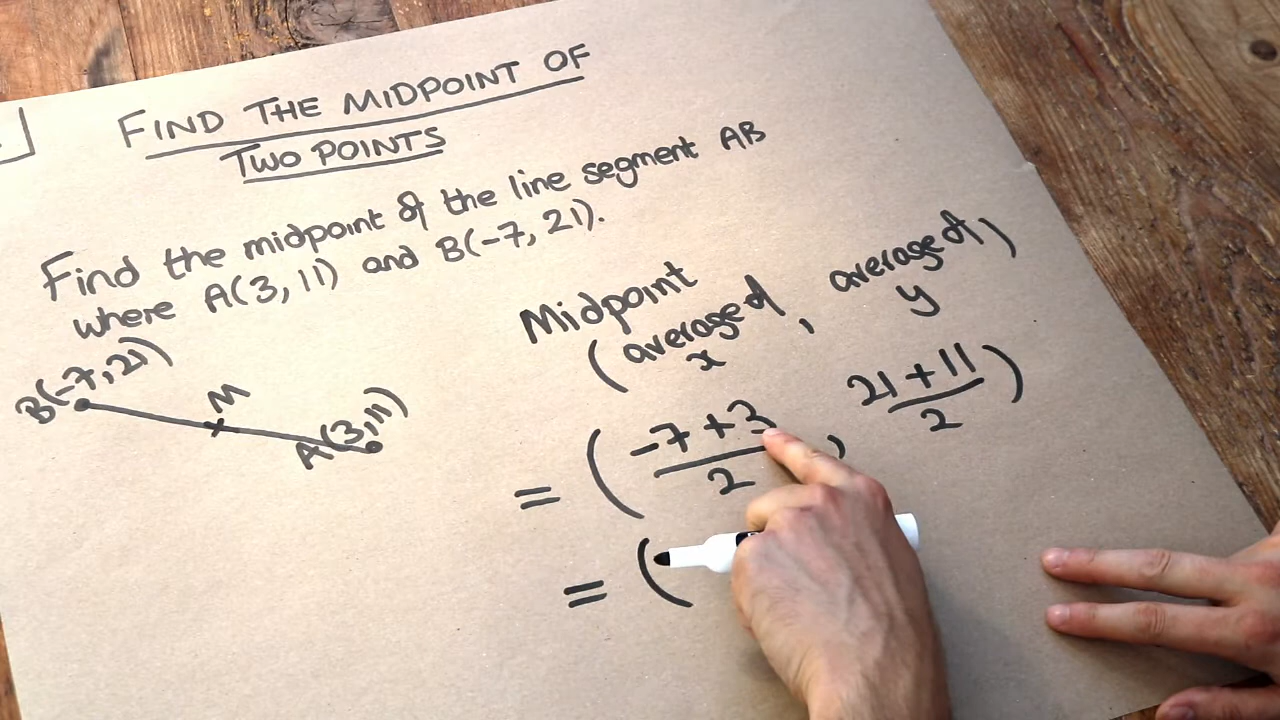 FIND THE MIDPOINT OF
TWO POINTS
Find the midpoint of the line segment AB
where A(3, 11) and B(-7, 21).
B(-7, 21)
M
A(3, 11)
Midpoint
(average of x, average of y)
= (-7 + 3 / 2, 21 + 11 / 2)
= (